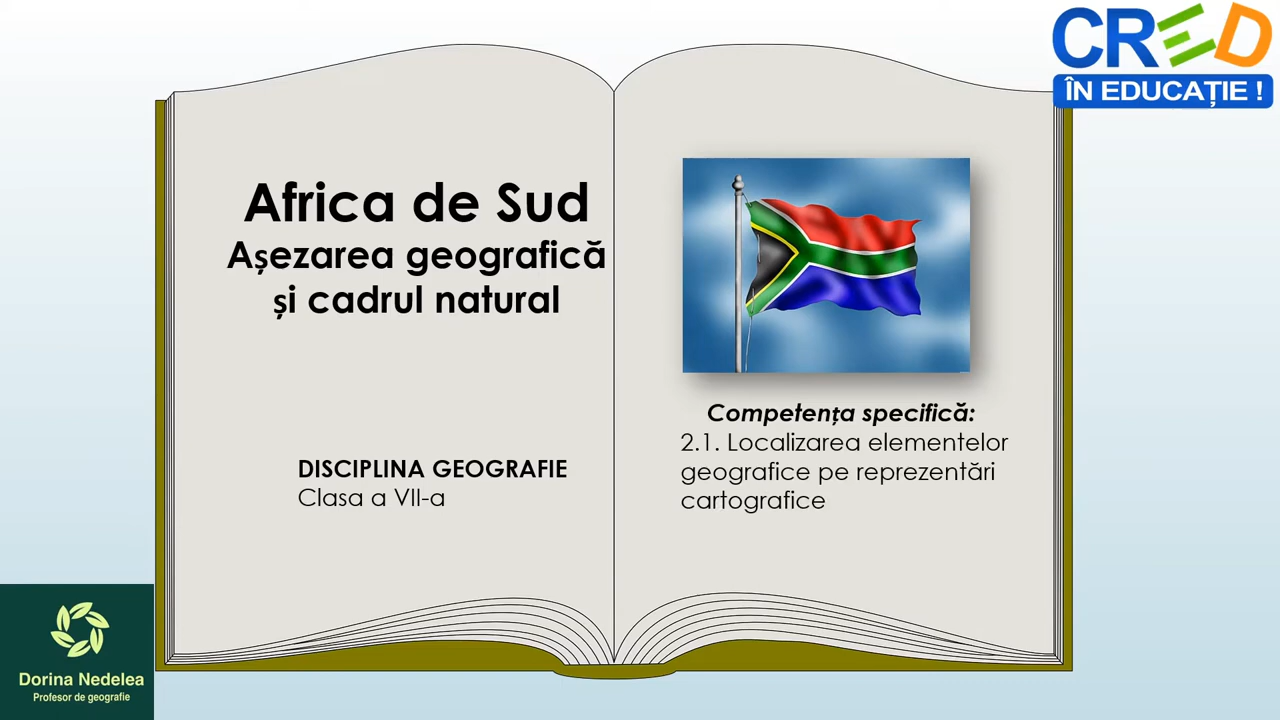 CRED
ÎN EDUCAȚIE !
Africa de Sud
Așezarea geografică
și cadrul natural
DISCIPLINA GEOGRAFIE
Clasa a VII-a
Competența specifică:
2.1. Localizarea elementelor
geografice pe reprezentări
cartografice
Dorina Nedelea
Profesor de geografie